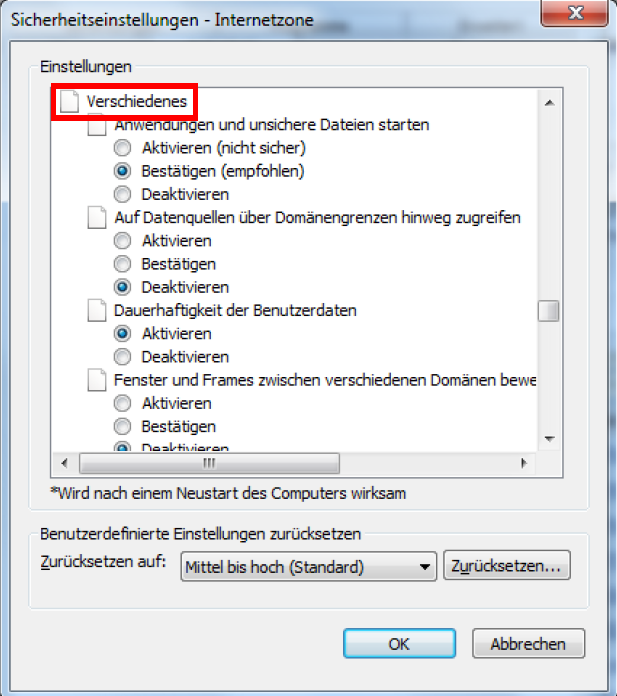 Sicherheitseinstellungen - Internetzone
Einstellungen
Verschiedenes
Anwendungen und unsichere Dateien starten
Aktivieren (nicht sicher)
Bestätigen (empfohlen)
Deaktivieren
Auf Datenquellen über Domänengrenzen hinweg zugreifen
Aktivieren
Bestätigen
Deaktivieren
Dauerhaftigkeit der Benutzerdaten
Aktivieren
Deaktivieren
Fenster und Frames zwischen verschiedenen Domänen bewe
Aktivieren
Bestätigen
Deaktivieren
*Wird nach einem Neustart des Computers wirksam
Benutzerdefinierte Einstellungen zurücksetzen
Zurücksetzen auf: Mittel bis hoch (Standard) Zurücksetzen...
OK Abbrechen